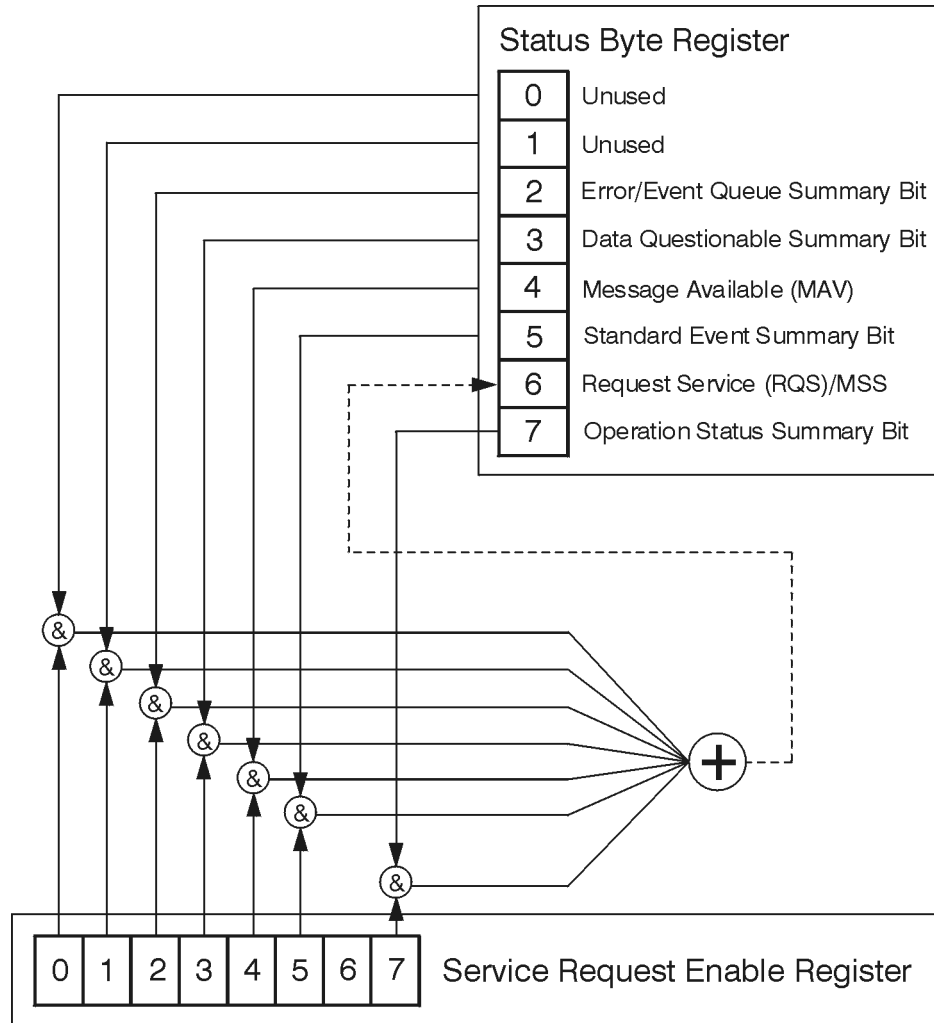 Status Byte Register
0 Unused
1 Unused
2 Error/Event Queue Summary Bit
3 Data Questionable Summary Bit
4 Message Available (MAV)
5 Standard Event Summary Bit
6 Request Service (RQS)/MSS
7 Operation Status Summary Bit
&
&
&
&
&
&
&
+
0 1 2 3 4 5 6 7 Service Request Enable Register